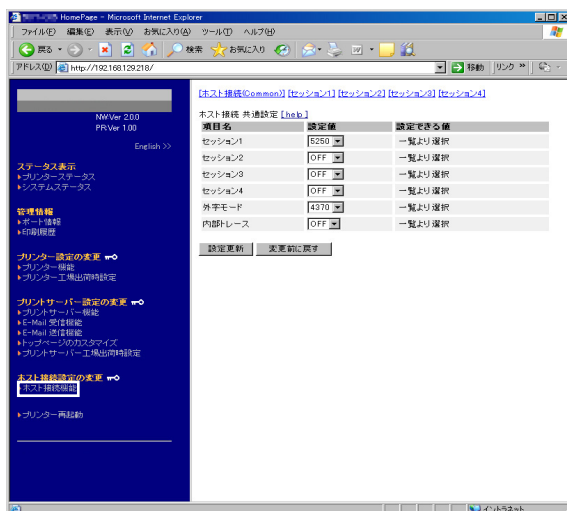 HomePage - Microsoft Internet Explorer
ファイル(F) 編集(E) 表示(V) お気に入り(A) ツール(T) ヘルプ(H)
戻る 検索 お気に入り
アドレス(D) http://192.168.129.218/ 移動 リンク »
NW.Ver 2.0.0
PR.Ver 1.00
English >>
ステータス表示
プリンターステータス
システムステータス
管理情報
ポート情報
印刷履歴
プリンター設定の変更
プリンター機能
プリンター工場出荷時設定
プリントサーバー設定の変更
プリントサーバー機能
E-Mail 受信機能
E-Mail 送信機能
トップページのカスタマイズ
プリントサーバー工場出荷時設定
ホスト接続設定の変更
ホスト接続機能
プリンター再起動
[ホスト接続(Common)] [セッション1] [セッション2] [セッション3] [セッション4]
ホスト接続 共通設定 [help]
項目名 設定値 設定できる値
セッション1 5250 一覧より選択
セッション2 OFF 一覧より選択
セッション3 OFF 一覧より選択
セッション4 OFF 一覧より選択
外字モード 4370 一覧より選択
内部トレース OFF 一覧より選択
設定更新 変更前に戻す
イントラネット